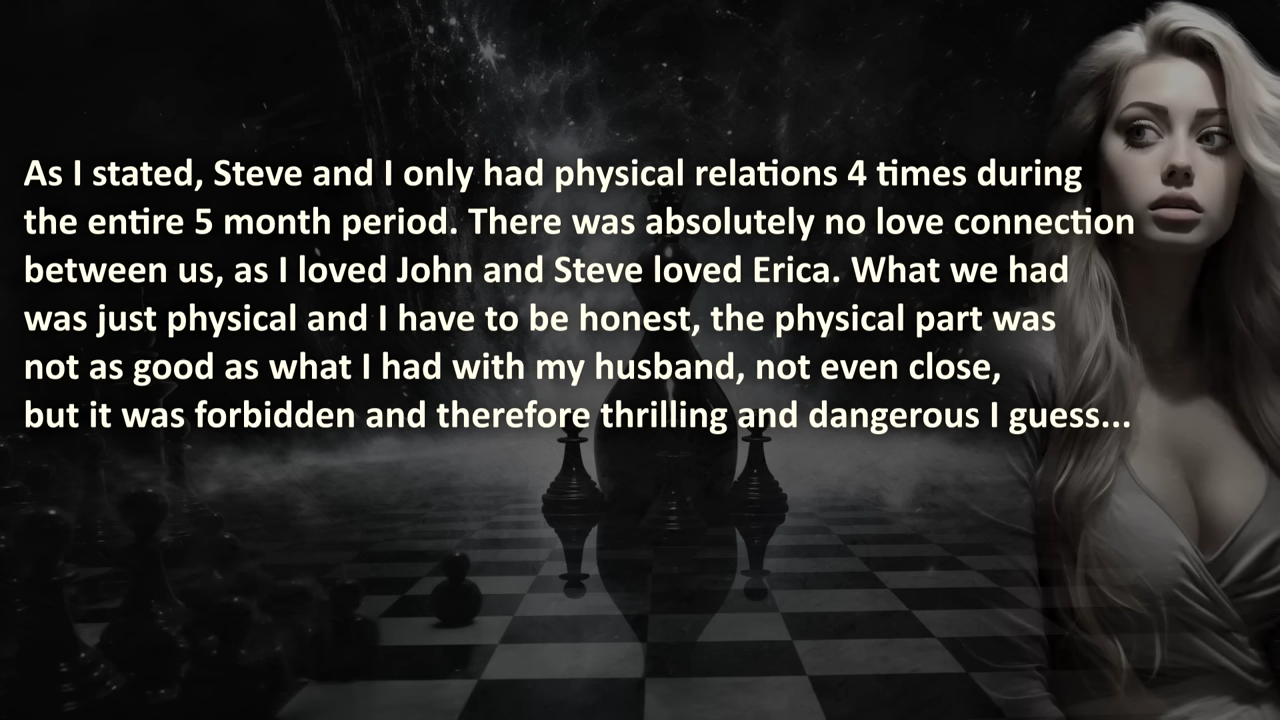 As I stated, Steve and I only had physical relations 4 times during
the entire 5 month period. There was absolutely no love connection
between us, as I loved John and Steve loved Erica. What we had
was just physical and I have to be honest, the physical part was
not as good as what I had with my husband, not even close,
but it was forbidden and therefore thrilling and dangerous I guess...